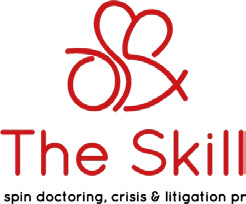 The Skill
spin doctoring, crisis & litigation pr